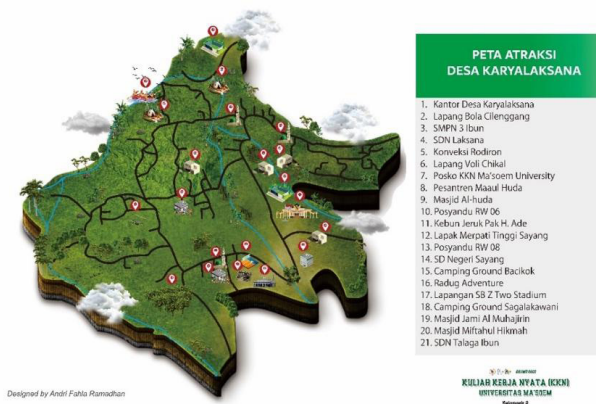 PETA ATRAKSI
DESA KARYALAKSANA
1. Kantor Desa Karyalaksana
2. Lapang Bola Cilenggang
3. SMPN 3 Ibun
4. SDN Laksana
5. Konveksi Rodiron
6. Lapang Voli Chikal
7. Posko KKN Ma'soem University
8. Pesantren Maaul Huda
9. Masjid Al-huda
10. Posyandu RW 06
11. Kebun Jeruk Pak H. Ade
12. Lapak Merpati Tinggi Sayang
13. Posyandu RW 08
14. SD Negeri Sayang
15. Camping Ground Bacikok
16. Radug Adventure
17. Lapangan SB Z Two Stadium
18. Camping Ground Sagalakawani
19. Masjid Jami Al Muhajirin
20. Masjid Miftahul Hikmah
21. SDN Talaga Ibun
KULIAH KERJA NYATA (KKN)
UNIVERSITAS MA'SOEM
Kelompok 2
Designed by Andri Fahla Ramadhan